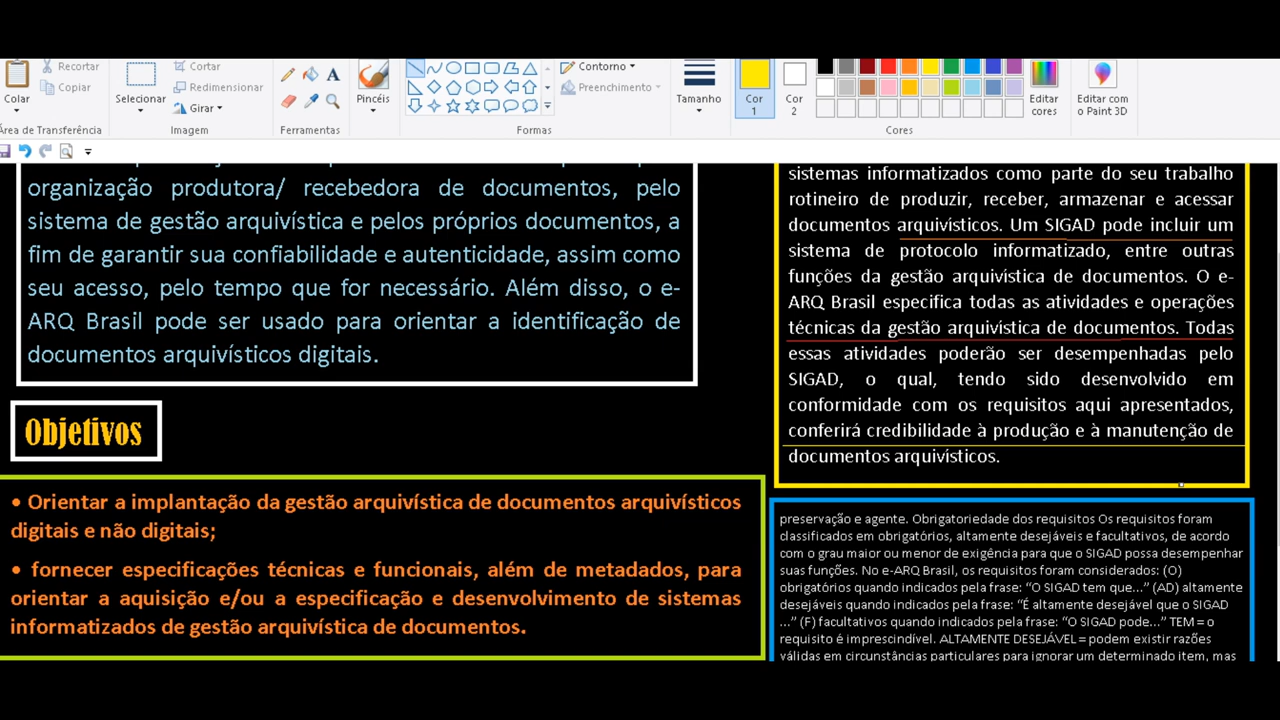 Recortar
Copiar
Colar
Área de Transferência
Selecionar
Cortar
Redimensionar
Girar
Imagem
A
Ferramentas
Pincéis
Contorno
Preenchimento
Formas
Tamanho
Cor
1
Cor
2
Editar
cores
Cores
Editar com
o Paint 3D
organização produtora/ recebedora de documentos, pelo
sistema de gestão arquivística e pelos próprios documentos, a
fim de garantir sua confiabilidade e autenticidade, assim como
seu acesso, pelo tempo que for necessário. Além disso, o e-
ARQ Brasil pode ser usado para orientar a identificação de
documentos arquivísticos digitais.
Objetivos
• Orientar a implantação da gestão arquivística de documentos arquivísticos
digitais e não digitais;
• fornecer especificações técnicas e funcionais, além de metadados, para
orientar a aquisição e/ou a especificação e desenvolvimento de sistemas
informatizados de gestão arquivística de documentos.
sistemas informatizados como parte do seu trabalho
rotineiro de produzir, receber, armazenar e acessar
documentos arquivísticos. Um SIGAD pode incluir um
sistema de protocolo informatizado, entre outras
funções da gestão arquivística de documentos. O e-
ARQ Brasil especifica todas as atividades e operações
técnicas da gestão arquivística de documentos. Todas
essas atividades poderão ser desempenhadas pelo
SIGAD, o qual, tendo sido desenvolvido em
conformidade com os requisitos aqui apresentados,
conferirá credibilidade à produção e à manutenção de
documentos arquivísticos.
preservação e agente. Obrigatoriedade dos requisitos Os requisitos foram
classificados em obrigatórios, altamente desejáveis e facultativos, de acordo
com o grau maior ou menor de exigência para que o SIGAD possa desempenhar
suas funções. No e-ARQ Brasil, os requisitos foram considerados: (O)
obrigatórios quando indicados pela frase: “O SIGAD tem que...” (AD) altamente
desejáveis quando indicados pela frase: “É altamente desejável que o SIGAD
...” (F) facultativos quando indicados pela frase: “O SIGAD pode...” TEM = o
requisito é imprescindível. ALTAMENTE DESEJÁVEL = podem existir razões
válidas em circunstâncias particulares para ignorar um determinado item, mas